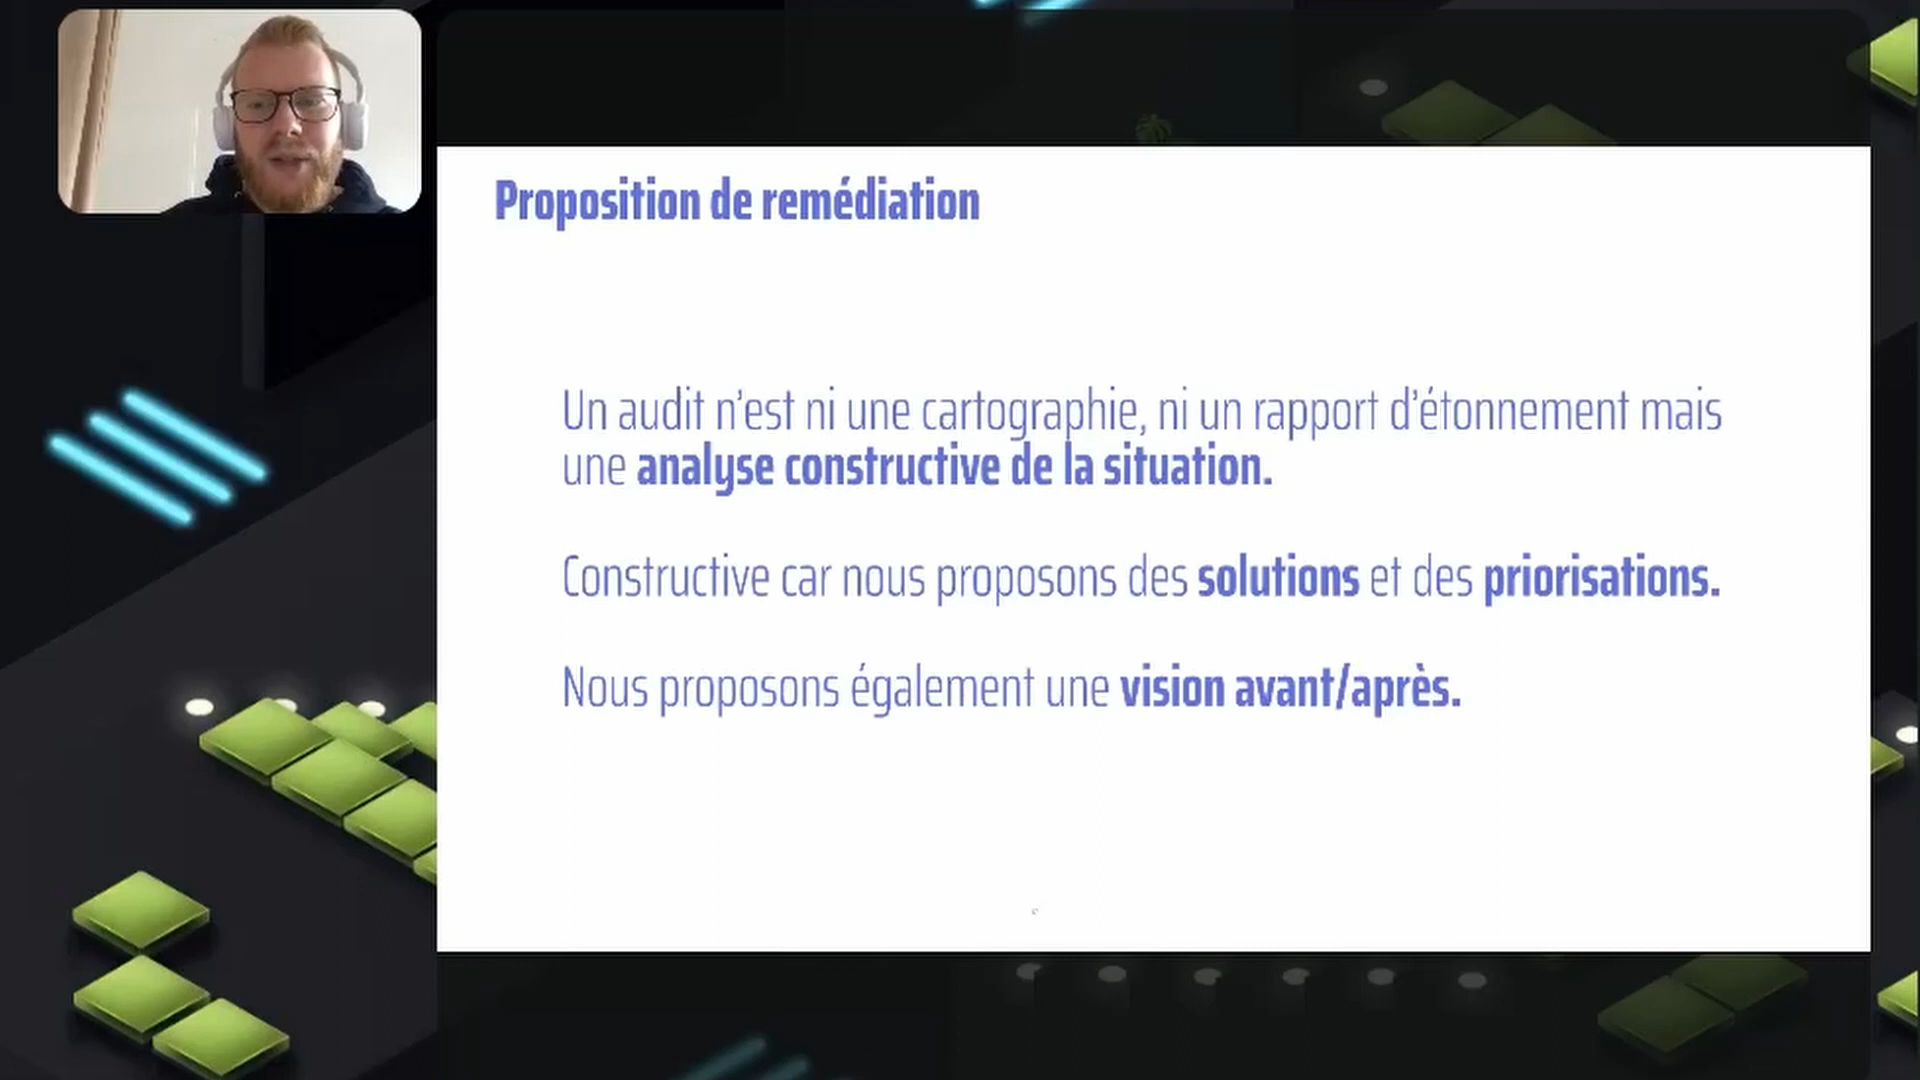 Proposition de remédiation
Un audit n'est ni une cartographie, ni un rapport d'étonnement mais
une analyse constructive de la situation.
Constructive car nous proposons des solutions et des priorisations.
Nous proposons également une vision avant/après.